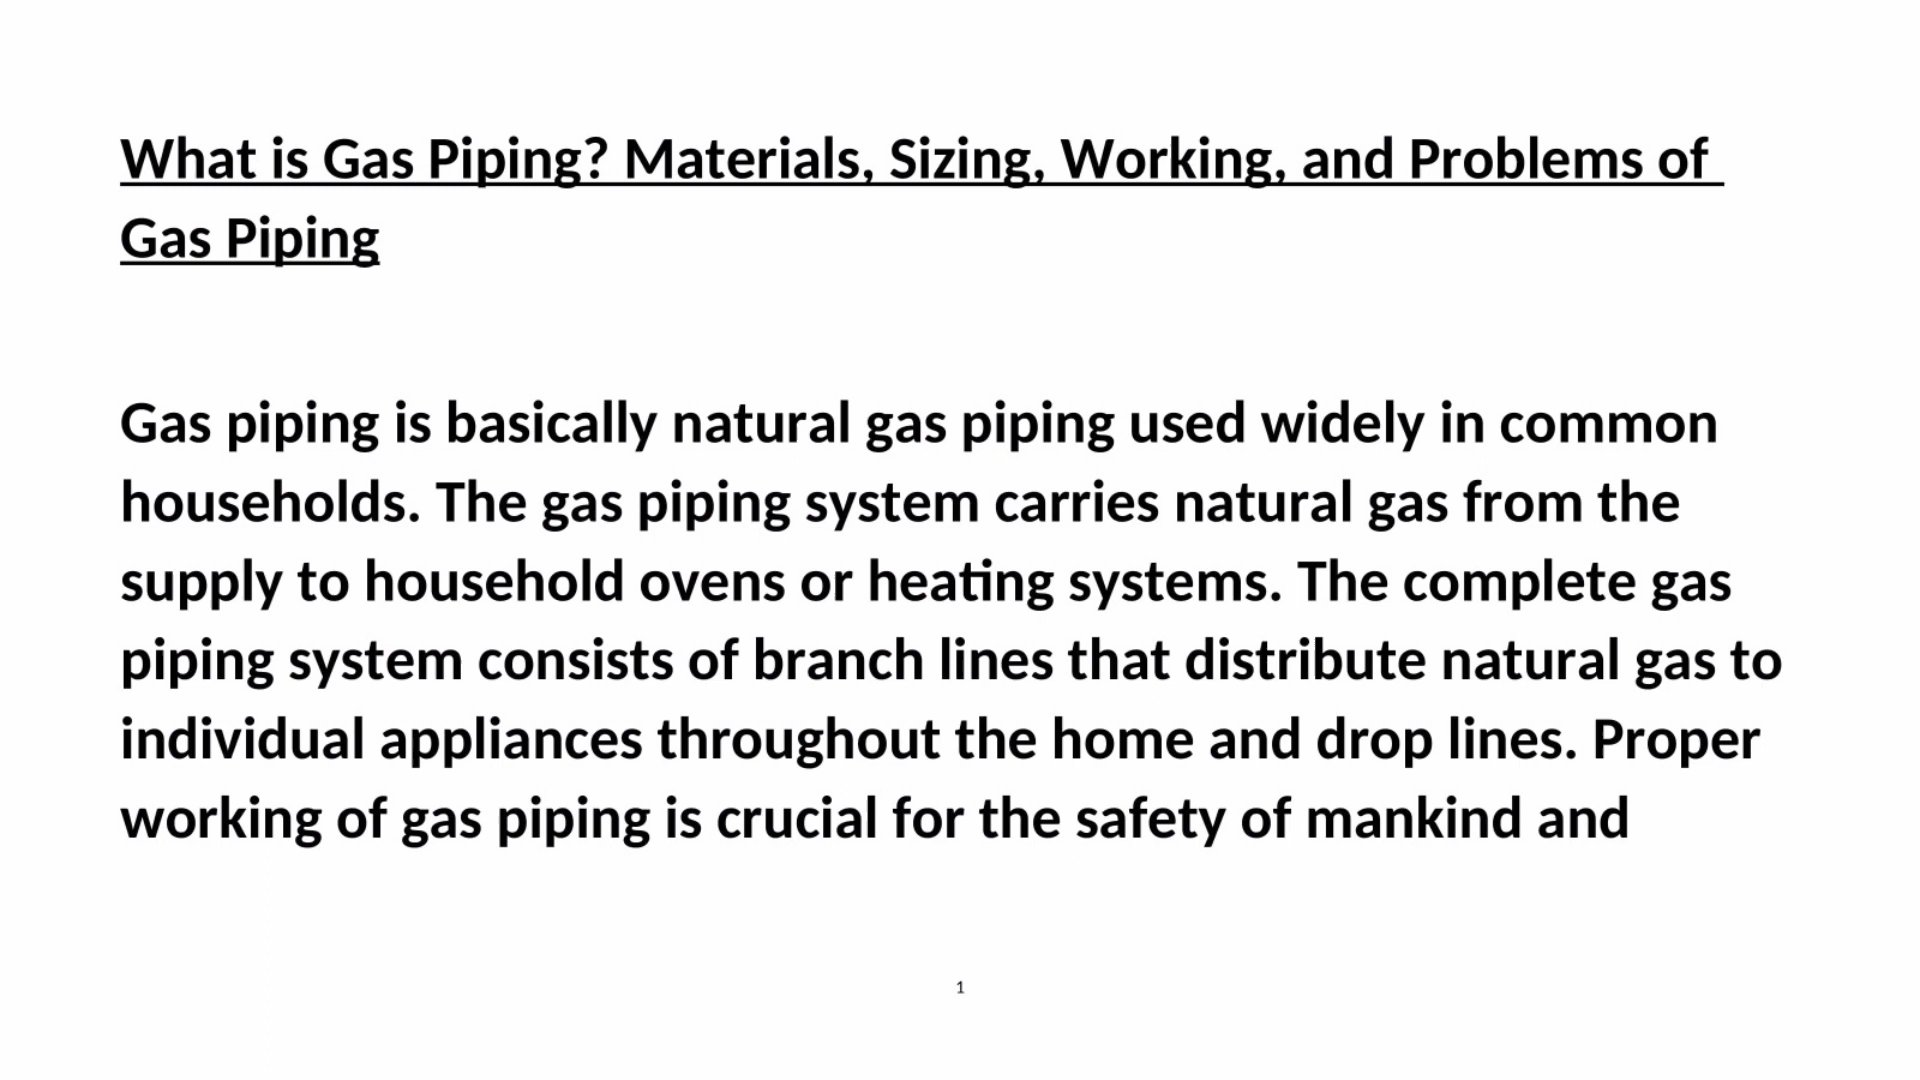 What is Gas Piping? Materials, Sizing, Working, and Problems of
Gas Piping
Gas piping is basically natural gas piping used widely in common
households. The gas piping system carries natural gas from the
supply to household ovens or heating systems. The complete gas
piping system consists of branch lines that distribute natural gas to
individual appliances throughout the home and drop lines. Proper
working of gas piping is crucial for the safety of mankind and
1